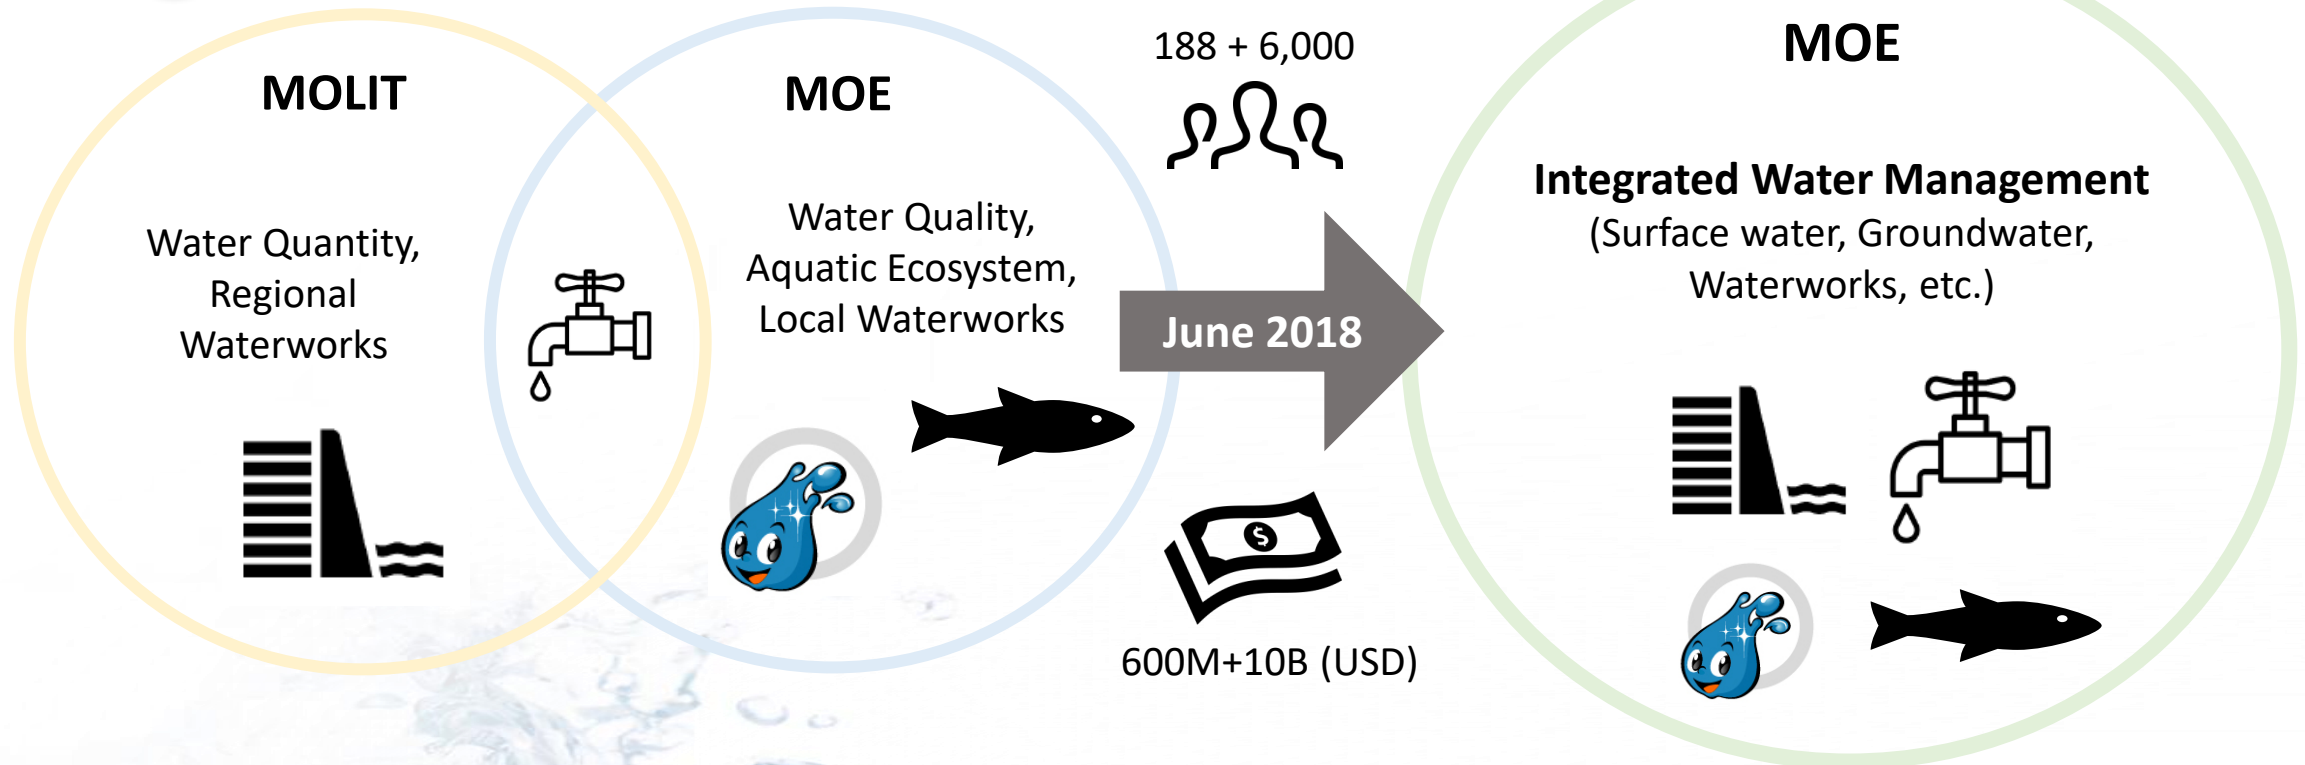 MOLIT
Water Quantity,
Regional
Waterworks
MOE
Water Quality,
Aquatic Ecosystem,
Local Waterworks
188 + 6,000
June 2018
600M+10B (USD)
MOE
Integrated Water Management
(Surface water, Groundwater,
Waterworks, etc.)